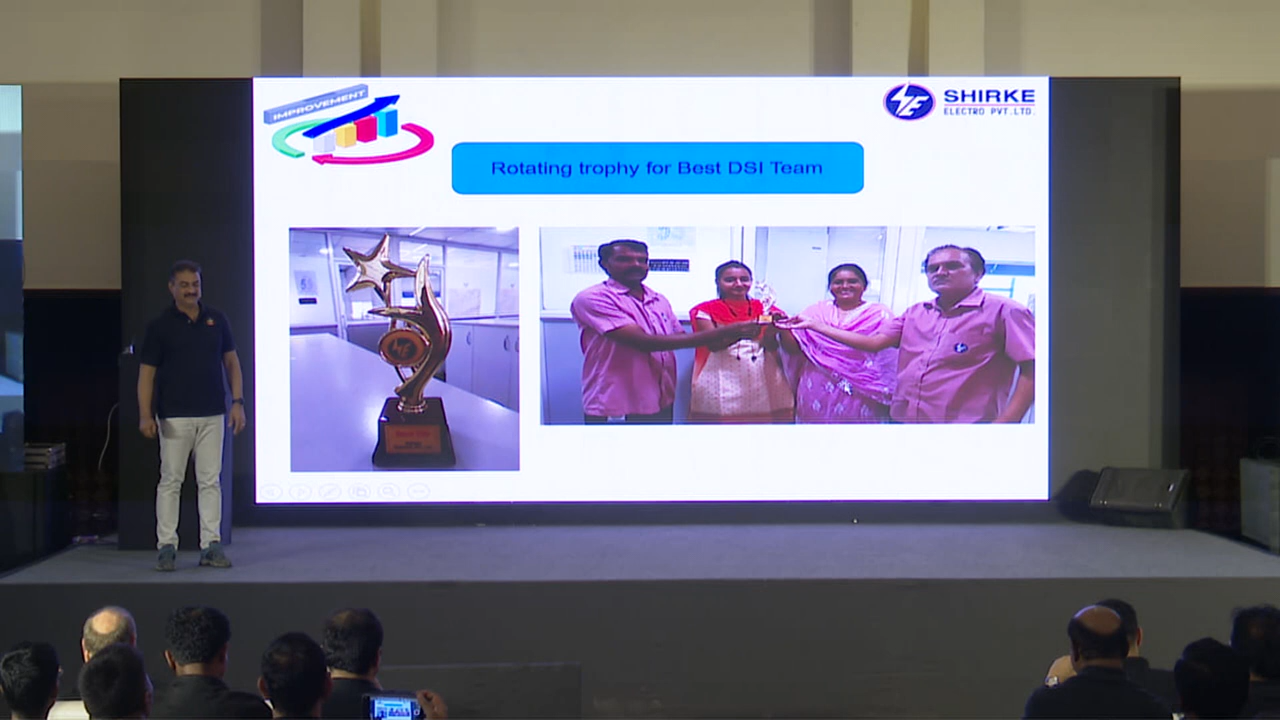 IMPROVEMENT
SHIRKE
ELECTRO PVT.LTD.
Rotating trophy for Best DSI Team